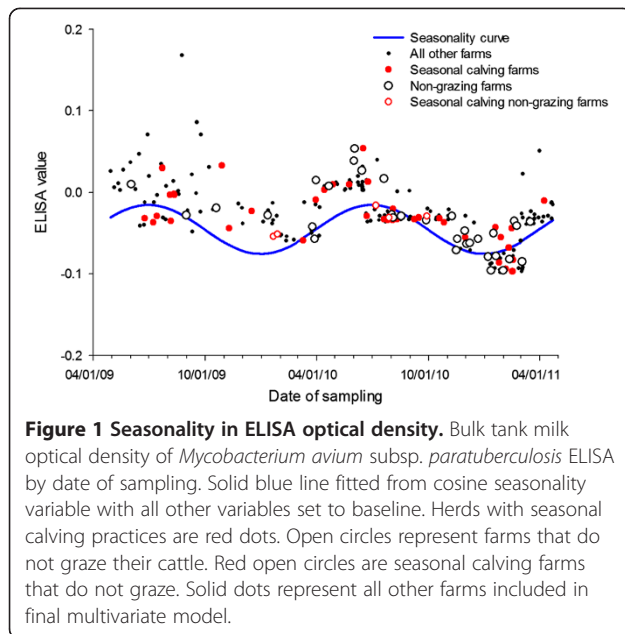 0.2
0.1
0.0
-0.1
-0.2
ELISA value
Seasonality curve
All other farms
Seasonal calving farms
Non-grazing farms
Seasonal calving non-grazing farms
04/01/09
10/01/09
04/01/10
10/01/10
04/01/11
Date of sampling
Figure 1 Seasonality in ELISA optical density. Bulk tank milk
optical density of Mycobacterium avium subsp. paratuberculosis ELISA
by date of sampling. Solid blue line fitted from cosine seasonality
variable with all other variables set to baseline. Herds with seasonal
calving practices are red dots. Open circles represent farms that do
not graze their cattle. Red open circles are seasonal calving farms
that do not graze. Solid dots represent all other farms included in
final multivariate model.